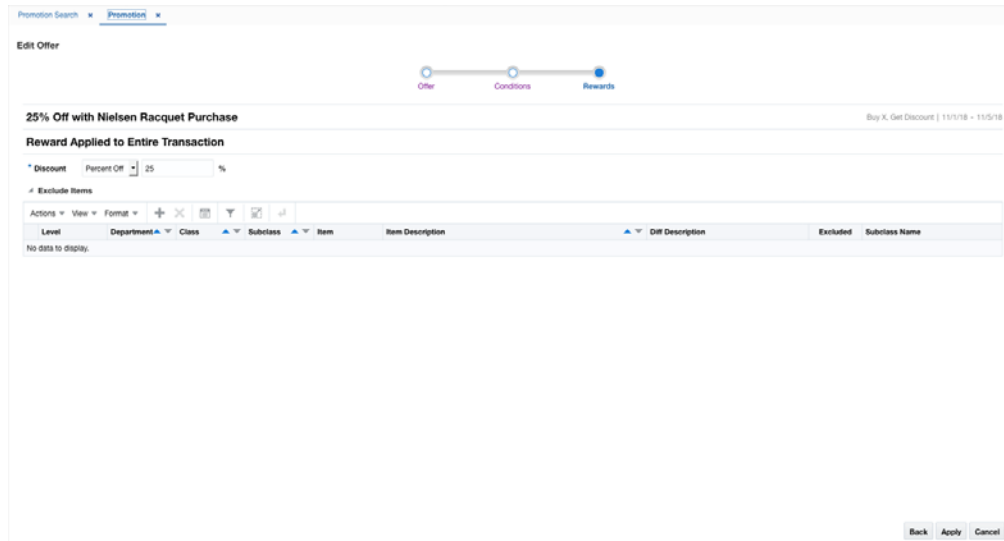 Promotion Search Promotion
Edit Offer
Offer Conditions Rewards
25% Off with Nielsen Racquet Purchase Buy X, Get Discount | 11/1/18 - 11/5/18
Reward Applied to Entire Transaction
* Discount Percent Off 25 %
Exclude Items
Actions View Format
Level Department Class Subclass Item Item Description Diff Description Excluded Subclass Name
No data to display.
Back Apply Cancel